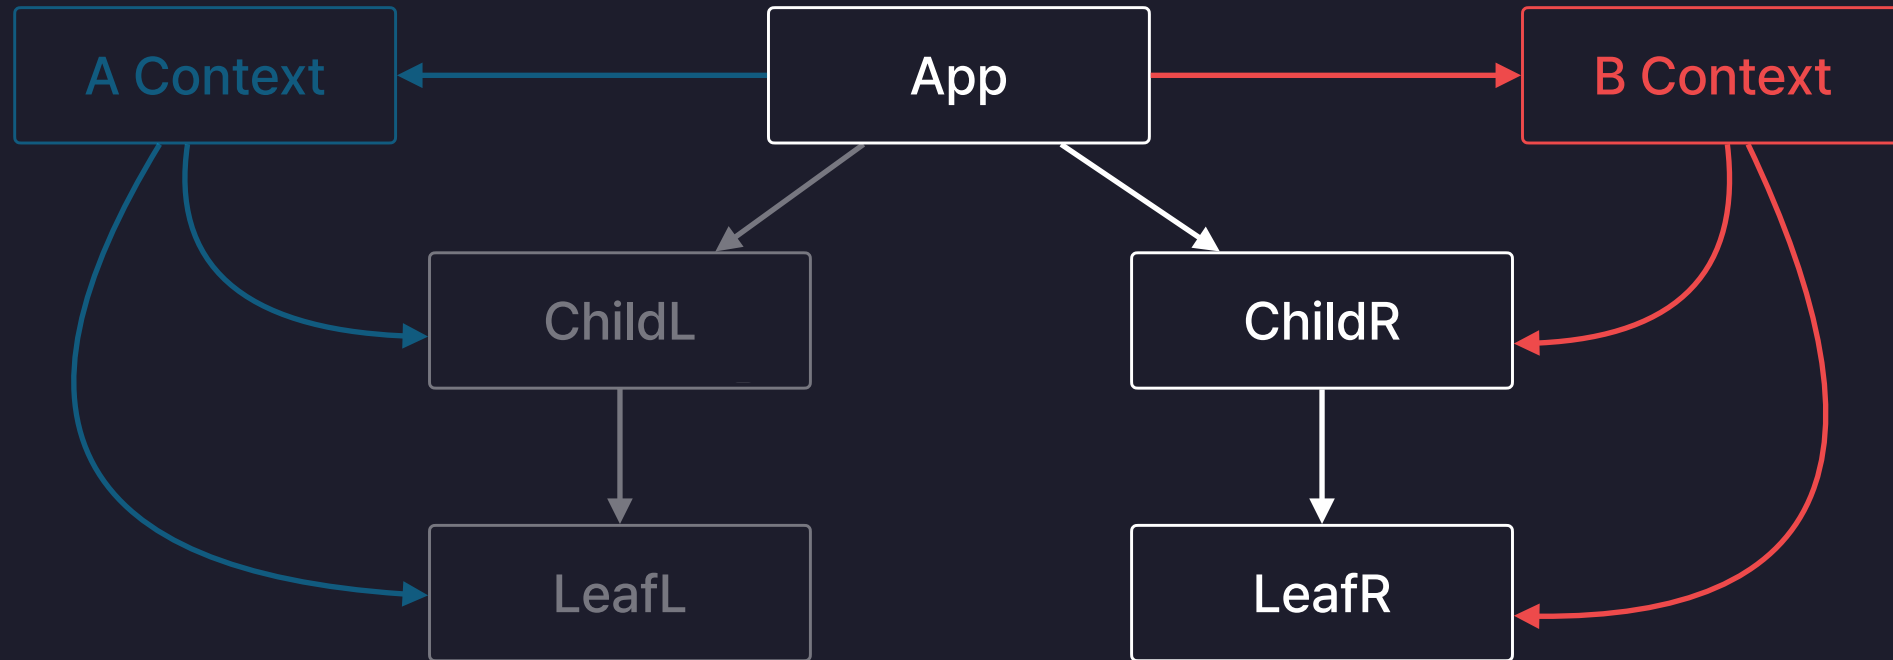 A Context
App
B Context
ChildL
ChildR
LeafL
LeafR